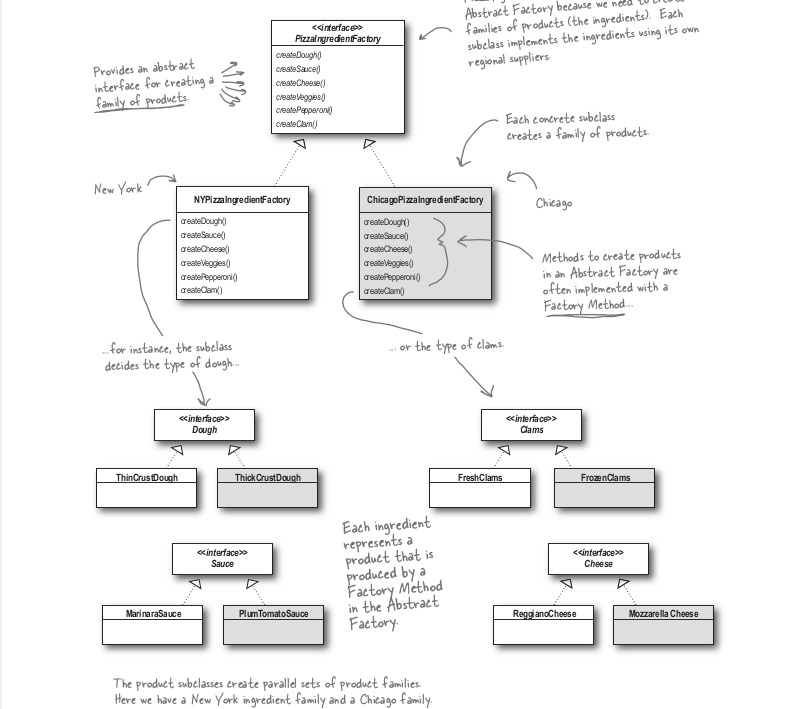 Abstract Factory because we need to create
families of products (the ingredients). Each
subclass implements the ingredients using its own
regional suppliers.
<<interface>>
PizzaIngredientFactory
createDough()
createSauce()
createCheese()
createVeggies()
createPepperoni()
createClam()
Provides an abstract
interface for creating a
family of products.
Each concrete subclass
creates a family of products.
New York
NYPizzaIngredientFactory
createDough()
createSauce()
createCheese()
createVeggies()
createPepperoni()
createClam()
ChicagoPizzaIngredientFactory
createDough()
createSauce()
createCheese()
createVeggies()
createPepperoni()
createClam()
Chicago
Methods to create products
in an Abstract Factory are
often implemented with a
Factory Method...
...for instance, the subclass
decides the type of dough...
... or the type of clams.
<<interface>>
Dough
ThinCrustDough
ThickCrustDough
<<interface>>
Clams
FreshClams
FrozenClams
Each ingredient
represents a
product that is
produced by a
Factory Method
in the Abstract
Factory.
<<interface>>
Sauce
MarinaraSauce
PlumTomatoSauce
<<interface>>
Cheese
ReggianoCheese
Mozzarella Cheese
The product subclasses create parallel sets of product families.
Here we have a New York ingredient family and a Chicago family.